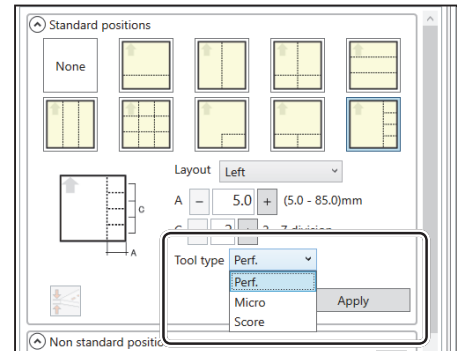 Standard positions
None
Layout Left
A − 5.0 + (5.0 - 85.0)mm
C
A
Tool type Perf.
Perf.
Micro
Score
Apply
Non standard